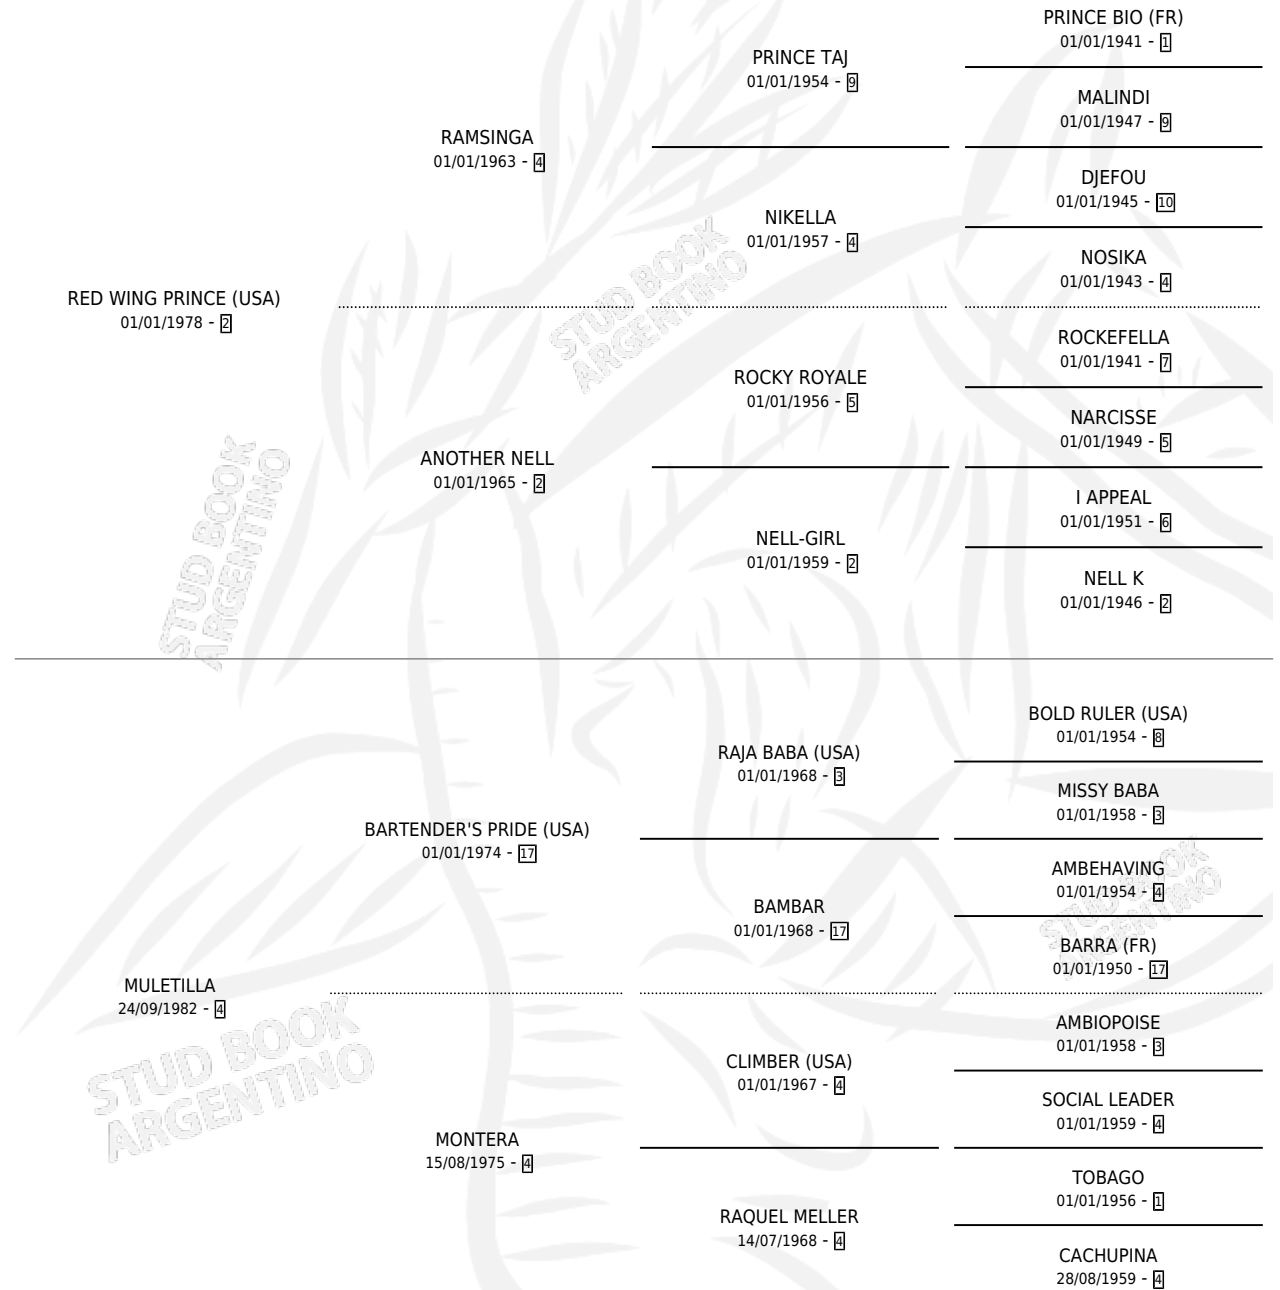 PRINCE BIO (FR)
01/01/1941 - 1
PRINCE TAJ
01/01/1954 - 9
MALINDI
01/01/1947 - 9
RAMSINGA
01/01/1963 - 4
DJEFOU
01/01/1945 - 10
NIKELLA
01/01/1957 - 4
NOSIKA
01/01/1943 - 4
RED WING PRINCE (USA)
01/01/1978 - 2
ROCKEFELLA
01/01/1941 - 7
ROCKY ROYALE
01/01/1956 - 5
NARCISSE
01/01/1949 - 5
ANOTHER NELL
01/01/1965 - 2
I APPEAL
01/01/1951 - 6
NELL-GIRL
01/01/1959 - 2
NELL K
01/01/1946 - 2
STUD BOOK
ARGENTINO
STUD BOOK
ARGENTINO
BOLD RULER (USA)
01/01/1954 - 8
RAJA BABA (USA)
01/01/1968 - 3
MISSY BABA
01/01/1958 - 3
BARTENDER'S PRIDE (USA)
01/01/1974 - 17
AMBEHAVING
01/01/1954 - 4
BAMBAR
01/01/1968 - 17
BARRA (FR)
01/01/1950 - 17
MULETILLA
24/09/1982 - 4
AMBIOPOISE
01/01/1958 - 3
CLIMBER (USA)
01/01/1967 - 4
SOCIAL LEADER
01/01/1959 - 4
MONTERA
15/08/1975 - 4
TOBAGO
01/01/1956 - 1
RAQUEL MELLER
14/07/1968 - 4
CACHUPINA
28/08/1959 - 4
STUD BOOK
ARGENTINO
STUD BOOK
ARGENTINO